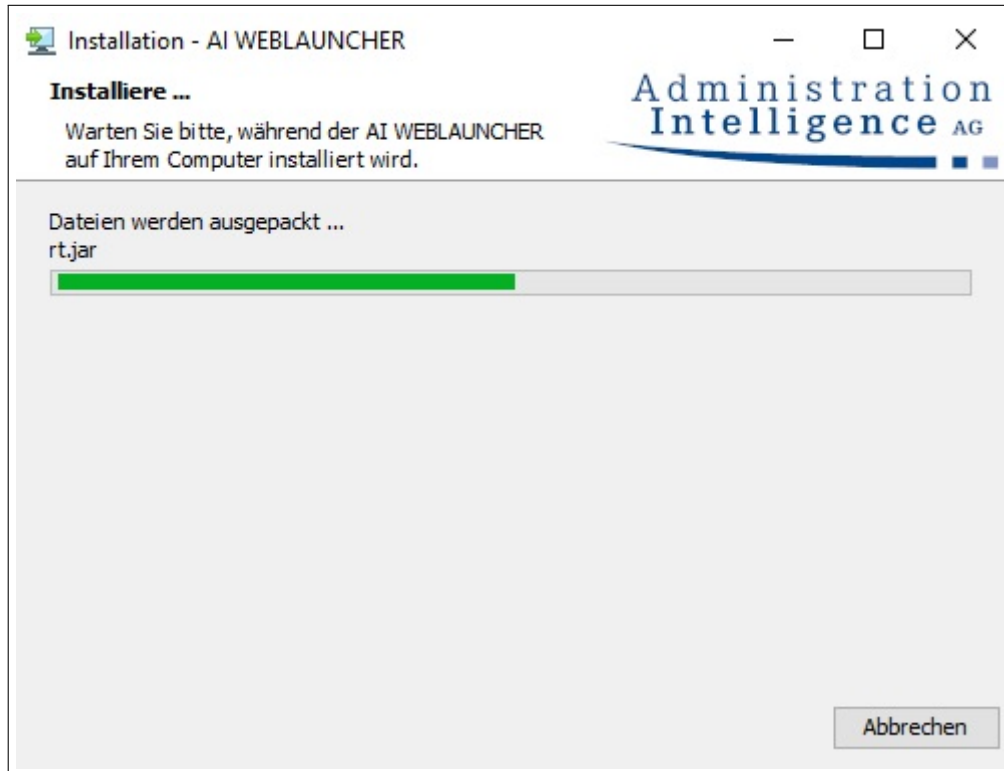 Installation - AI WEBLAUNCHER
Installiere ...
Warten Sie bitte, während der AI WEBLAUNCHER
auf Ihrem Computer installiert wird.
Administration
Intelligence AG
Dateien werden ausgepackt ...
rt.jar
Abbrechen